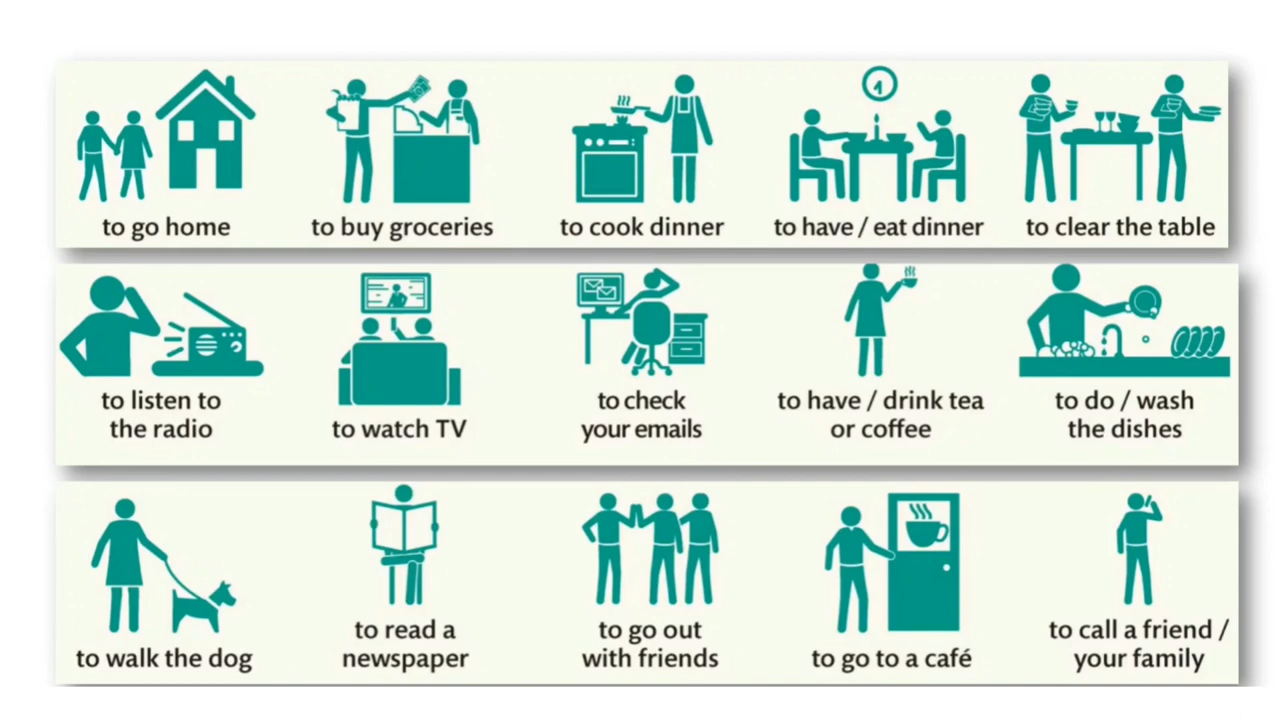 to go home
to buy groceries
to cook dinner
to have / eat dinner
to clear the table
to listen to
the radio
to watch TV
to check
your emails
to have / drink tea
or coffee
to do / wash
the dishes
to walk the dog
to read a
newspaper
to go out
with friends
to go to a café
to call a friend /
your family